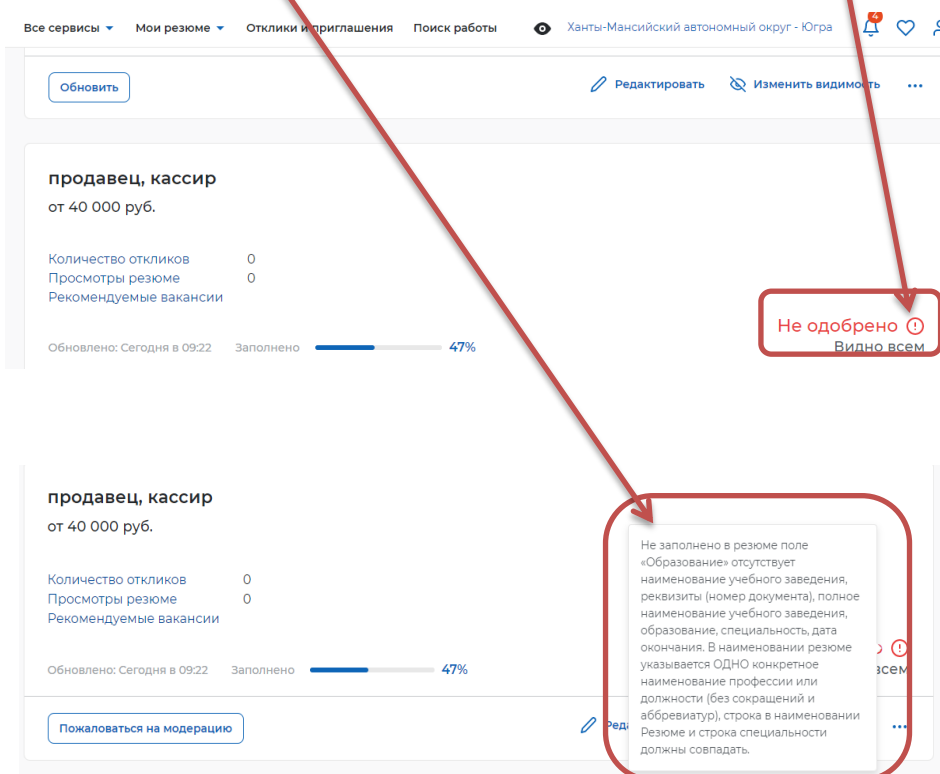 Все сервисы Мои резюме Отклики и приглашения Поиск работы Ханты-Мансийский автономный округ - Югра 4
Обновить Редактировать Изменить видимость ...
продавец, кассир
от 40 000 руб.
Количество откликов 0
Просмотры резюме 0
Рекомендуемые вакансии
Не одобрено
Обновлено: Сегодня в 09:22 Заполнено 47% Видно всем
продавец, кассир
от 40 000 руб.
Количество откликов 0
Просмотры резюме 0
Рекомендуемые вакансии
Обновлено: Сегодня в 09:22 Заполнено 47%
Не заполнено в резюме поле
«Образование» отсутствует
наименование учебного заведения,
реквизиты (номер документа), полное
наименование учебного заведения,
образование, специальность, дата
окончания. В наименовании резюме
указывается ОДНО конкретное
наименование профессии или
должности (без сокращений и
аббревиатур), строка в наименовании
Резюме и строка специальности
должны совпадать.
всем
Пожаловаться на модерацию Ред ...